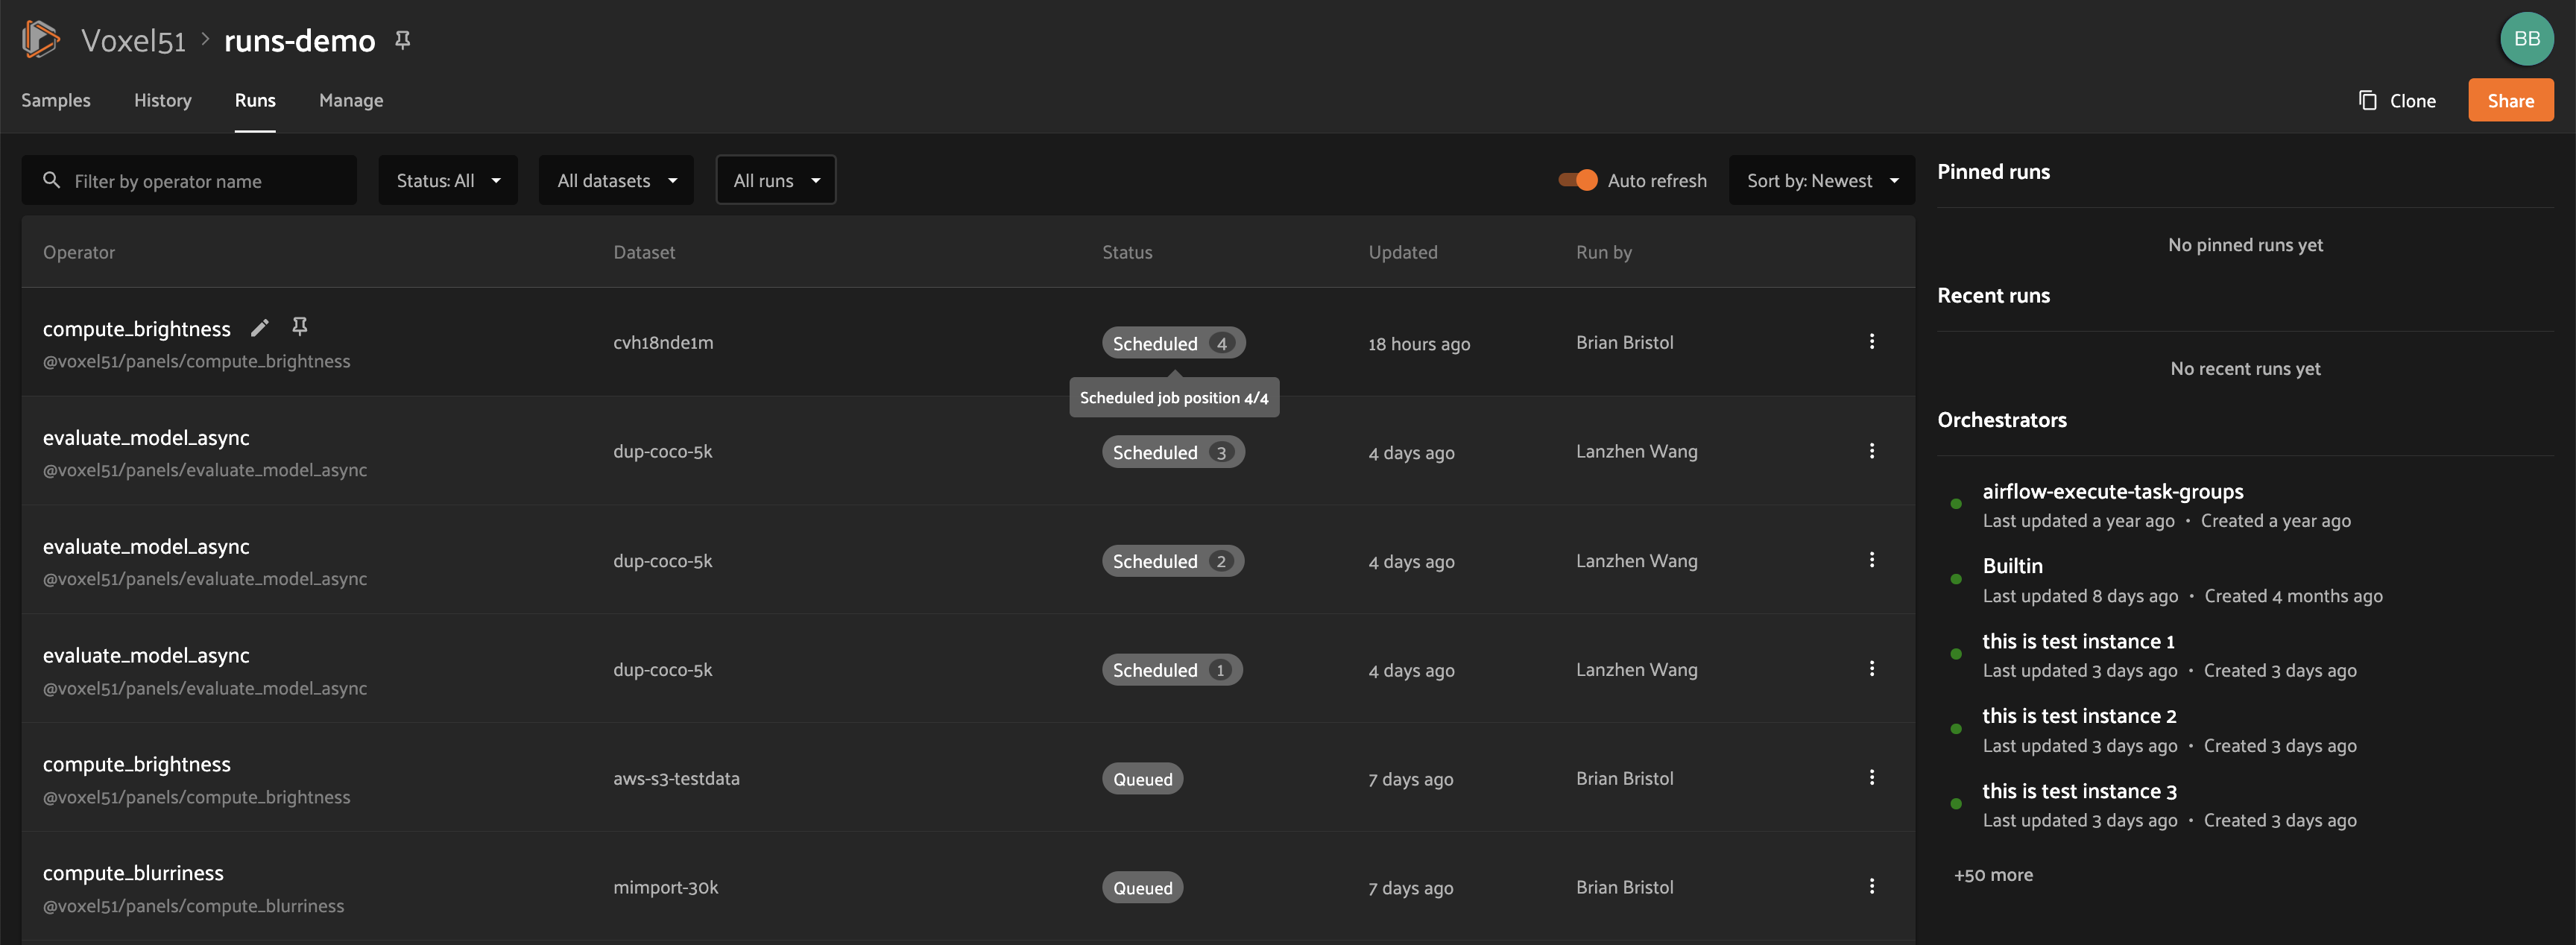 Voxel51 > runs-demo
BB
Samples History Runs Manage
Clone Share
Filter by operator name
Status: All
All datasets
All runs
Auto refresh
Sort by: Newest
Operator Dataset Status Updated Run by
compute_brightness
@voxel51/panels/compute_brightness
cvh18nde1m
Scheduled 4
18 hours ago
Brian Bristol
Scheduled job position 4/4
evaluate_model_async
@voxel51/panels/evaluate_model_async
dup-coco-5k
Scheduled 3
4 days ago
Lanzhen Wang
evaluate_model_async
@voxel51/panels/evaluate_model_async
dup-coco-5k
Scheduled 2
4 days ago
Lanzhen Wang
evaluate_model_async
@voxel51/panels/evaluate_model_async
dup-coco-5k
Scheduled 1
4 days ago
Lanzhen Wang
compute_brightness
@voxel51/panels/compute_brightness
aws-s3-testdata
Queued
7 days ago
Brian Bristol
compute_blurriness
@voxel51/panels/compute_blurriness
mimport-30k
Queued
7 days ago
Brian Bristol
Pinned runs
No pinned runs yet
Recent runs
No recent runs yet
Orchestrators
airflow-execute-task-groups
Last updated a year ago • Created a year ago
Builtin
Last updated 8 days ago • Created 4 months ago
this is test instance 1
Last updated 3 days ago • Created 3 days ago
this is test instance 2
Last updated 3 days ago • Created 3 days ago
this is test instance 3
Last updated 3 days ago • Created 3 days ago
+50 more